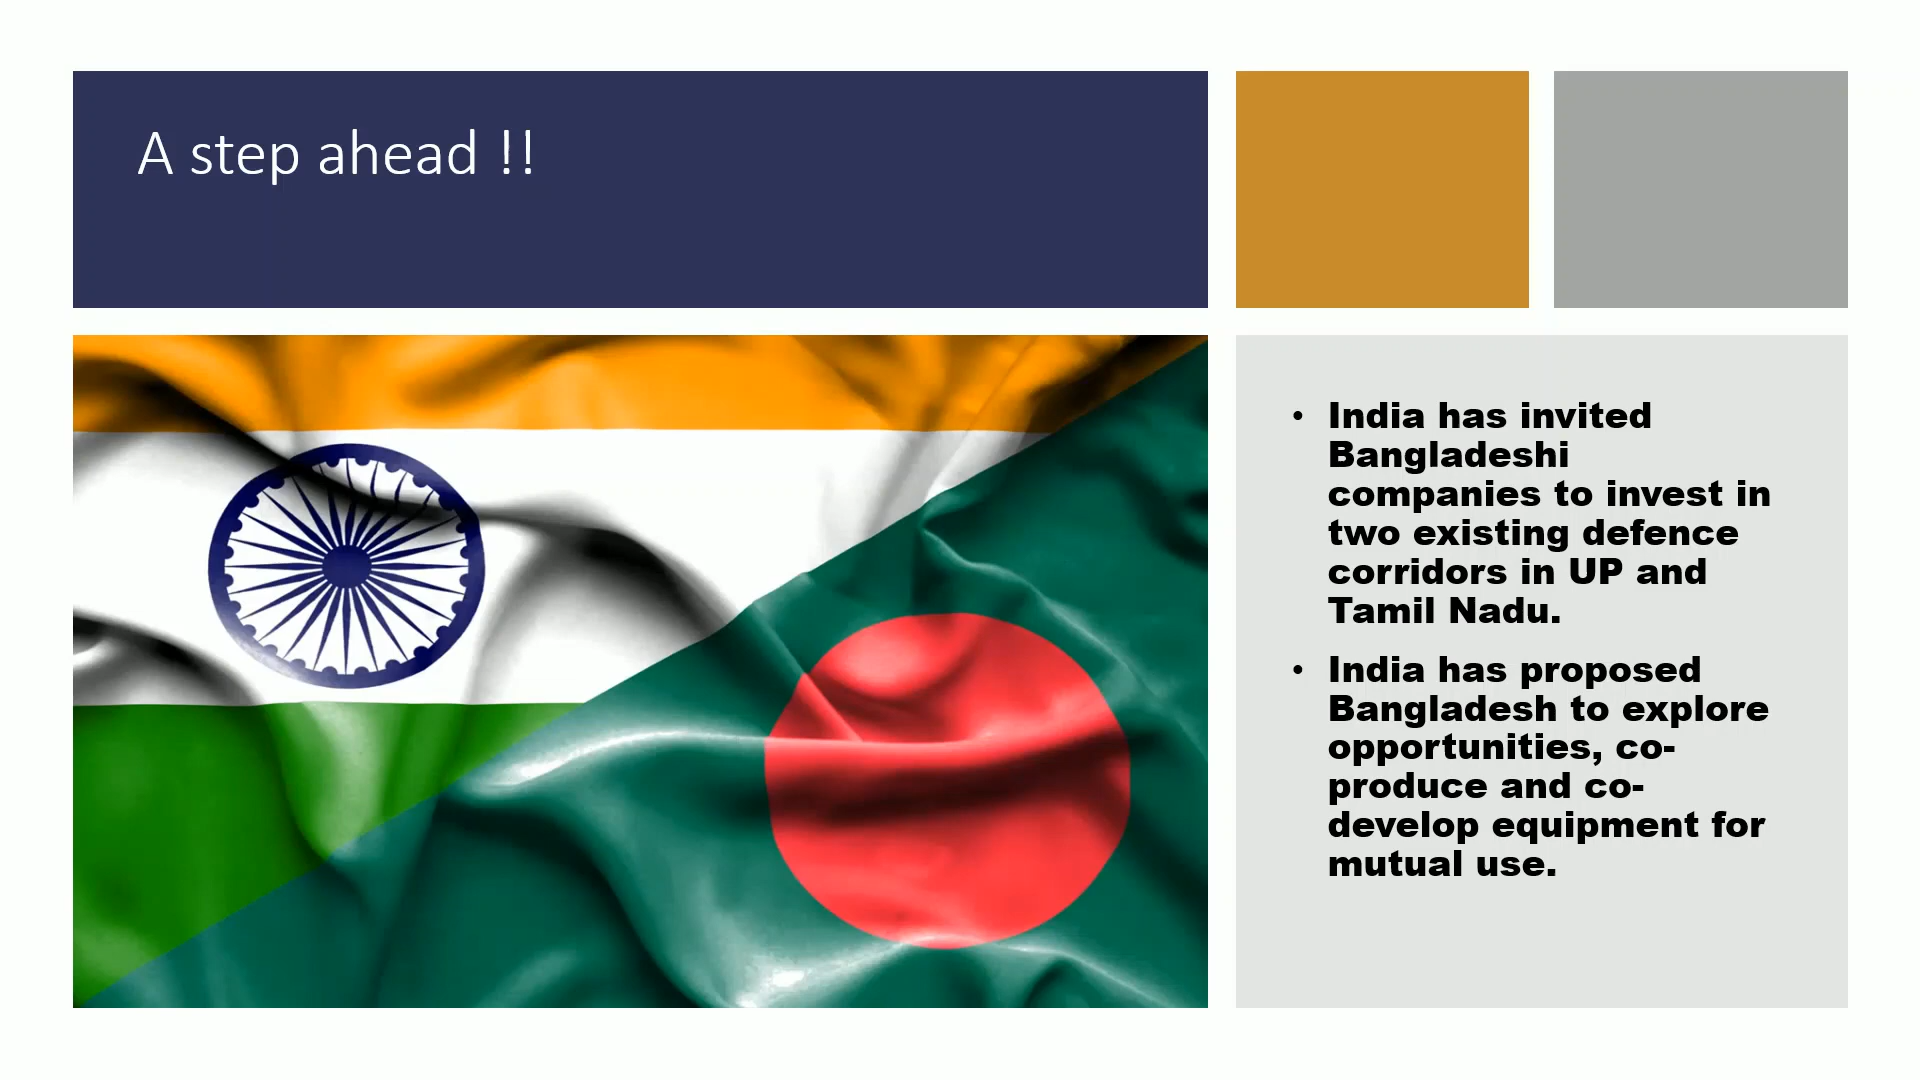 A step ahead !!
• India has invited
Bangladeshi
companies to invest in
two existing defence
corridors in UP and
Tamil Nadu.
• India has proposed
Bangladesh to explore
opportunities, co-
produce and co-
develop equipment for
mutual use.